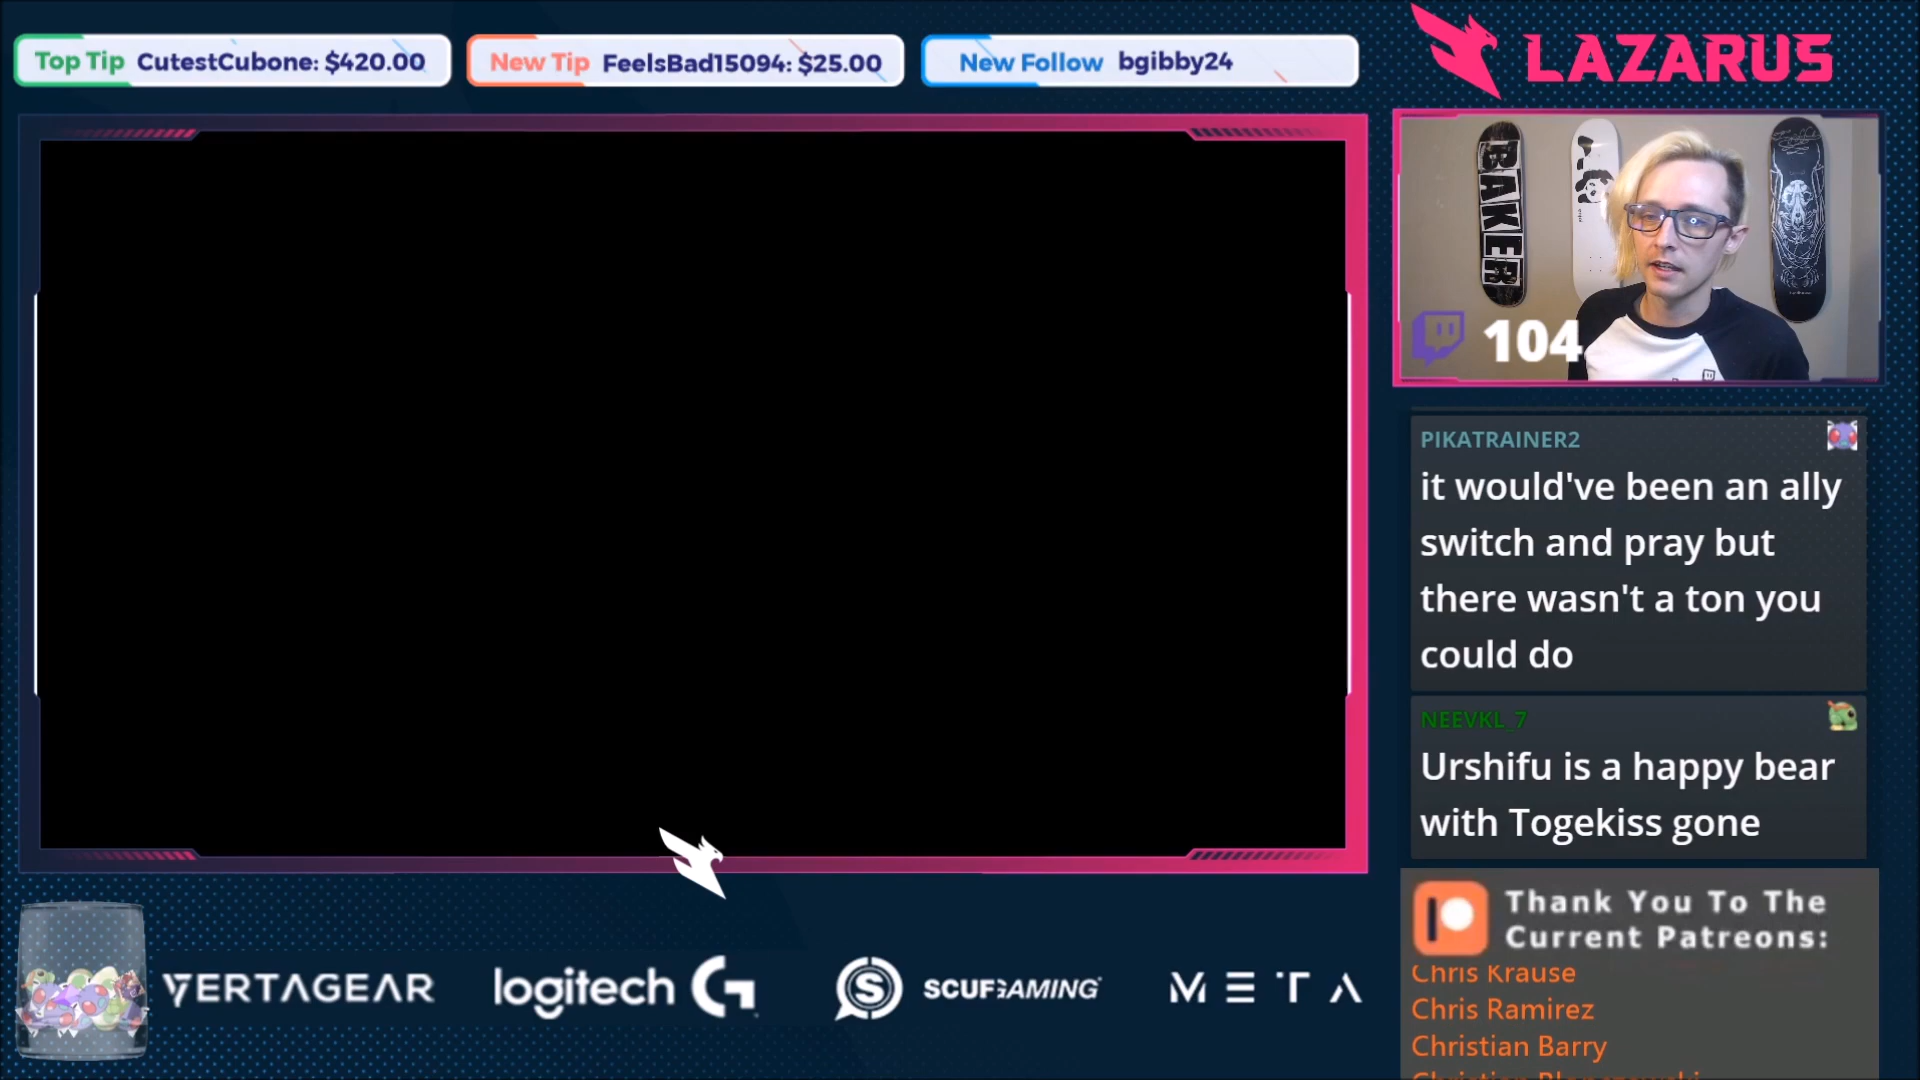 Top Tip CutestCubone: $420.00
New Tip FeelsBad15094: $25.00
New Follow bgibby24
LAZARUS
BAKER
104
PIKATRAINER2
it would've been an ally
switch and pray but
there wasn't a ton you
could do
NEEVKL_7
Urshifu is a happy bear
with Togekiss gone
Thank You To The
Current Patreons:
Chris Krause
Chris Ramirez
Christian Barry
VERTAGEAR
logitech G
SCUFGAMING
META